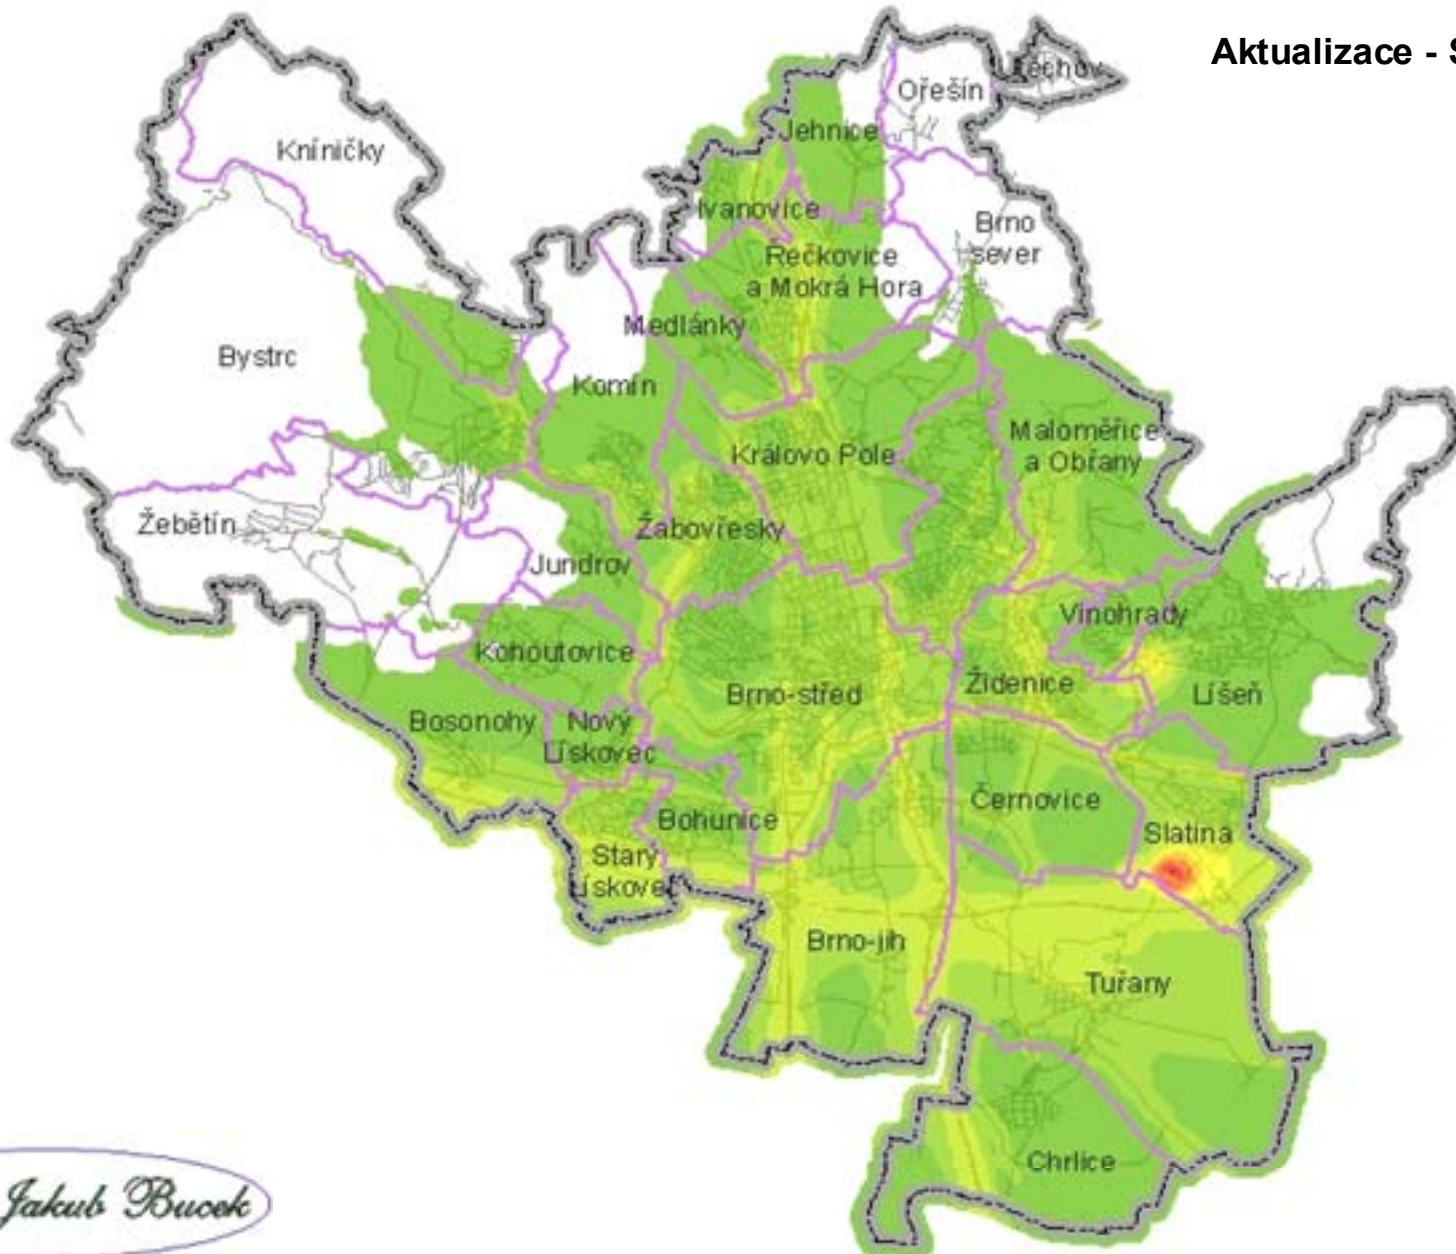 Aktualizace - S
Útěchov
Ořešín
Jehnice
Kníničky
Ivanovice
Brno
sever
Řečkovice
a Mokrá Hora
Medlánky
Bystrc
Komín
Maloměřice
a Obřany
Královo Pole
Žebětín
Žabovřesky
Jundrov
Vinohrady
Kohoutovice
Židenice
Brno-střed
Líšeň
Bosonohy
Nový
Lískovec
Černovice
Bohunice
Slatina
Starý
Lískovec
Brno-jih
Tuřany
Chrlice
Jakub Bucek